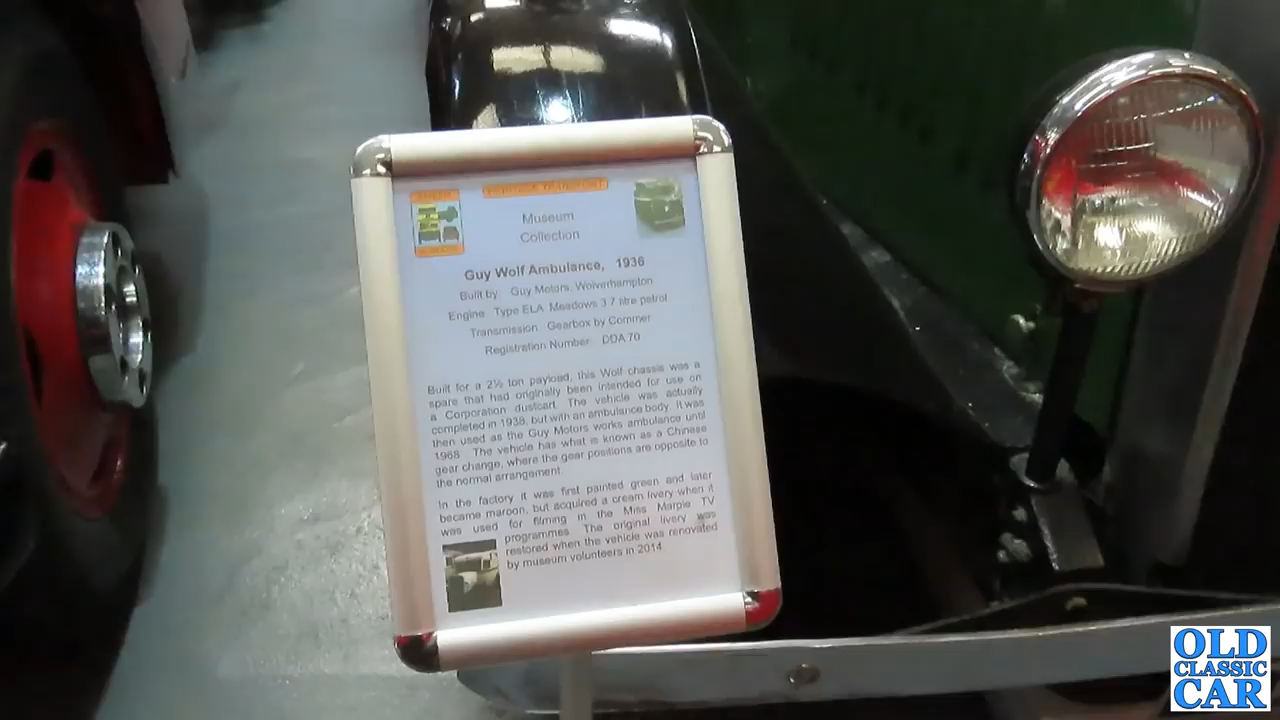 HERITAGE TRANSPORT
Museum
Collection
Guy Wolf Ambulance, 1936
Built by: Guy Motors, Wolverhampton
Engine: Type ELA Meadows 3.7 litre petrol
Transmission: Gearbox by Commer
Registration Number: DDA 70
Built for a 2½ ton payload, this Wolf chassis was a
spare that had originally been intended for use on
a Corporation dustcart. The vehicle was actually
completed in 1938, but with an ambulance body. It was
then used as the Guy Motors works ambulance until
1968. The vehicle has what is known as a Chinese
gear change, where the gear positions are opposite to
the normal arrangement.
In the factory it was first painted green and later
became maroon, but acquired a cream livery when it
was used for filming in the Miss Marple TV
programmes. The original livery was
restored when the vehicle was renovated
by museum volunteers in 2014.
OLD
CLASSIC
CAR